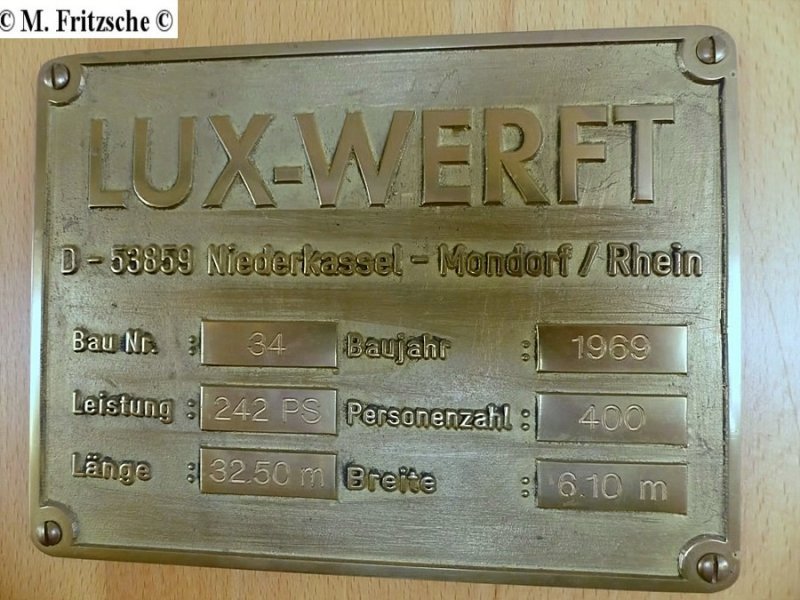 © M. Fritzsche ©
LUX-WERFT
D - 53859 Niederkassel - Mondorf / Rhein
Bau Nr. : 34 Baujahr : 1969
Leistung : 242 PS Personenzahl : 400
Länge : 32.50 m Breite : 6.10 m